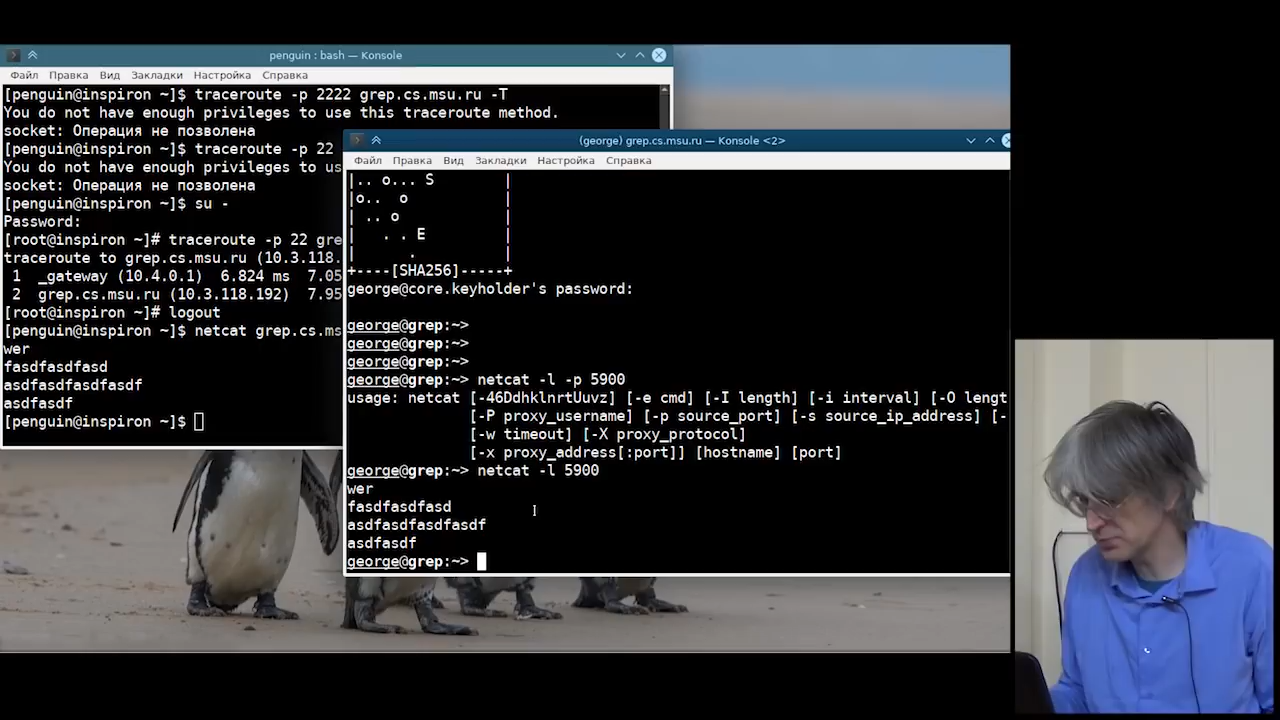 penguin : bash — Konsole
Файл Правка Вид Закладки Настройка Справка
[penguin@inspiron ~]$ traceroute -p 2222 grep.cs.msu.ru -T
You do not have enough privileges to use this traceroute method.
socket: Операция не позволена
[penguin@inspiron ~]$ traceroute -p 22
You do not have enough privileges to us
socket: Операция не позволена
[penguin@inspiron ~]$ su -
Password:
[root@inspiron ~]# traceroute -p 22 gre
traceroute to grep.cs.msu.ru (10.3.118.
1 _gateway (10.4.0.1) 6.824 ms 7.05
2 grep.cs.msu.ru (10.3.118.192) 7.95
[root@inspiron ~]# logout
[penguin@inspiron ~]$ netcat grep.cs.ms
wer
fasdfasdfasd
asdfasdfasdfasdf
asdfasdf
[penguin@inspiron ~]$
(george) grep.cs.msu.ru — Konsole <2>
Файл Правка Вид Закладки Настройка Справка
|.. o... S |
|o.. o |
| .. o |
| . . E |
| . |
+----[SHA256]-----+
george@core.keyholder's password:
george@grep:~>
george@grep:~>
george@grep:~>
george@grep:~> netcat -l -p 5900
usage: netcat [-46DdhklnrtUuvz] [-e cmd] [-I length] [-i interval] [-O lengt
[-P proxy_username] [-p source_port] [-s source_ip_address] [-
[-w timeout] [-X proxy_protocol]
[-x proxy_address[:port]] [hostname] [port]
george@grep:~> netcat -l 5900
wer
fasdfasdfasd
asdfasdfasdfasdf
asdfasdf
george@grep:~>